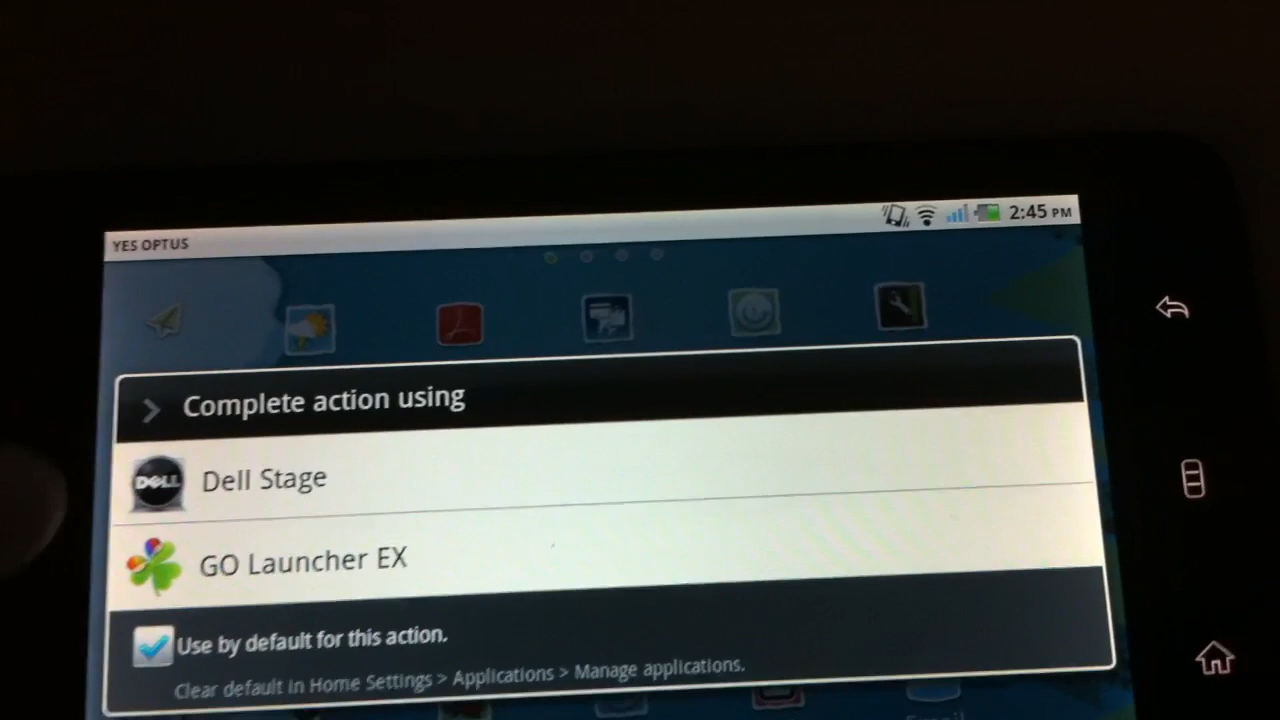 YES OPTUS
2:45 PM
Complete action using
DELL
Dell Stage
GO Launcher EX
Use by default for this action.
Clear default in Home Settings > Applications > Manage applications.
Email